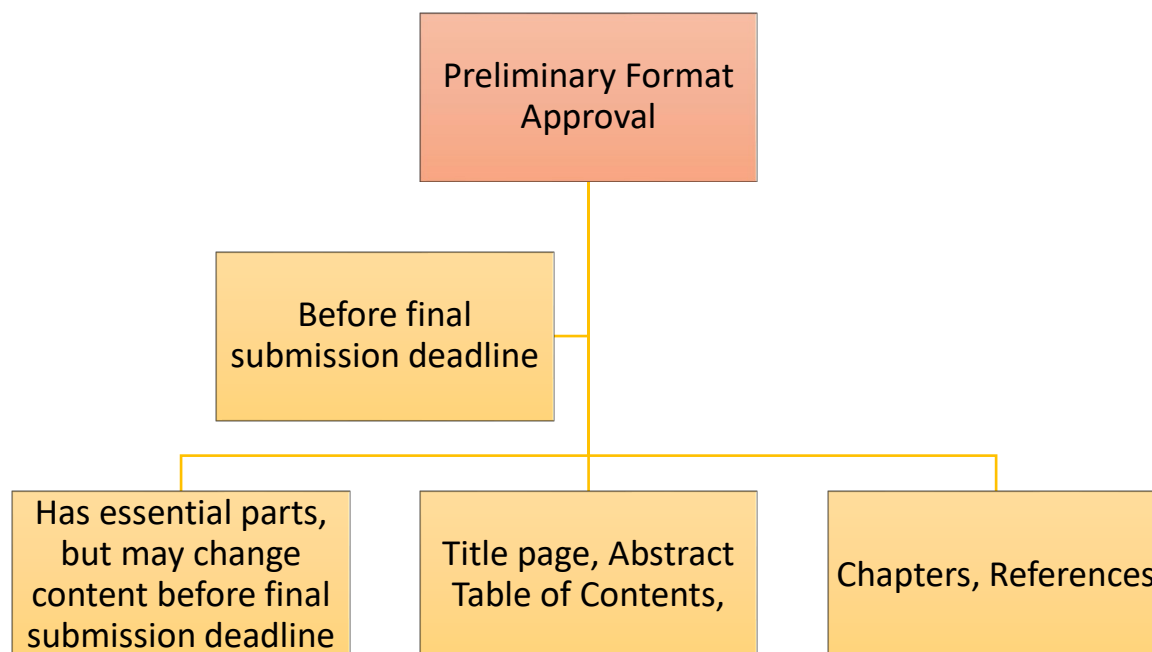 Preliminary Format
Approval
Before final
submission deadline
Has essential parts,
but may change
content before final
submission deadline
Title page, Abstract
Table of Contents,
Chapters, References